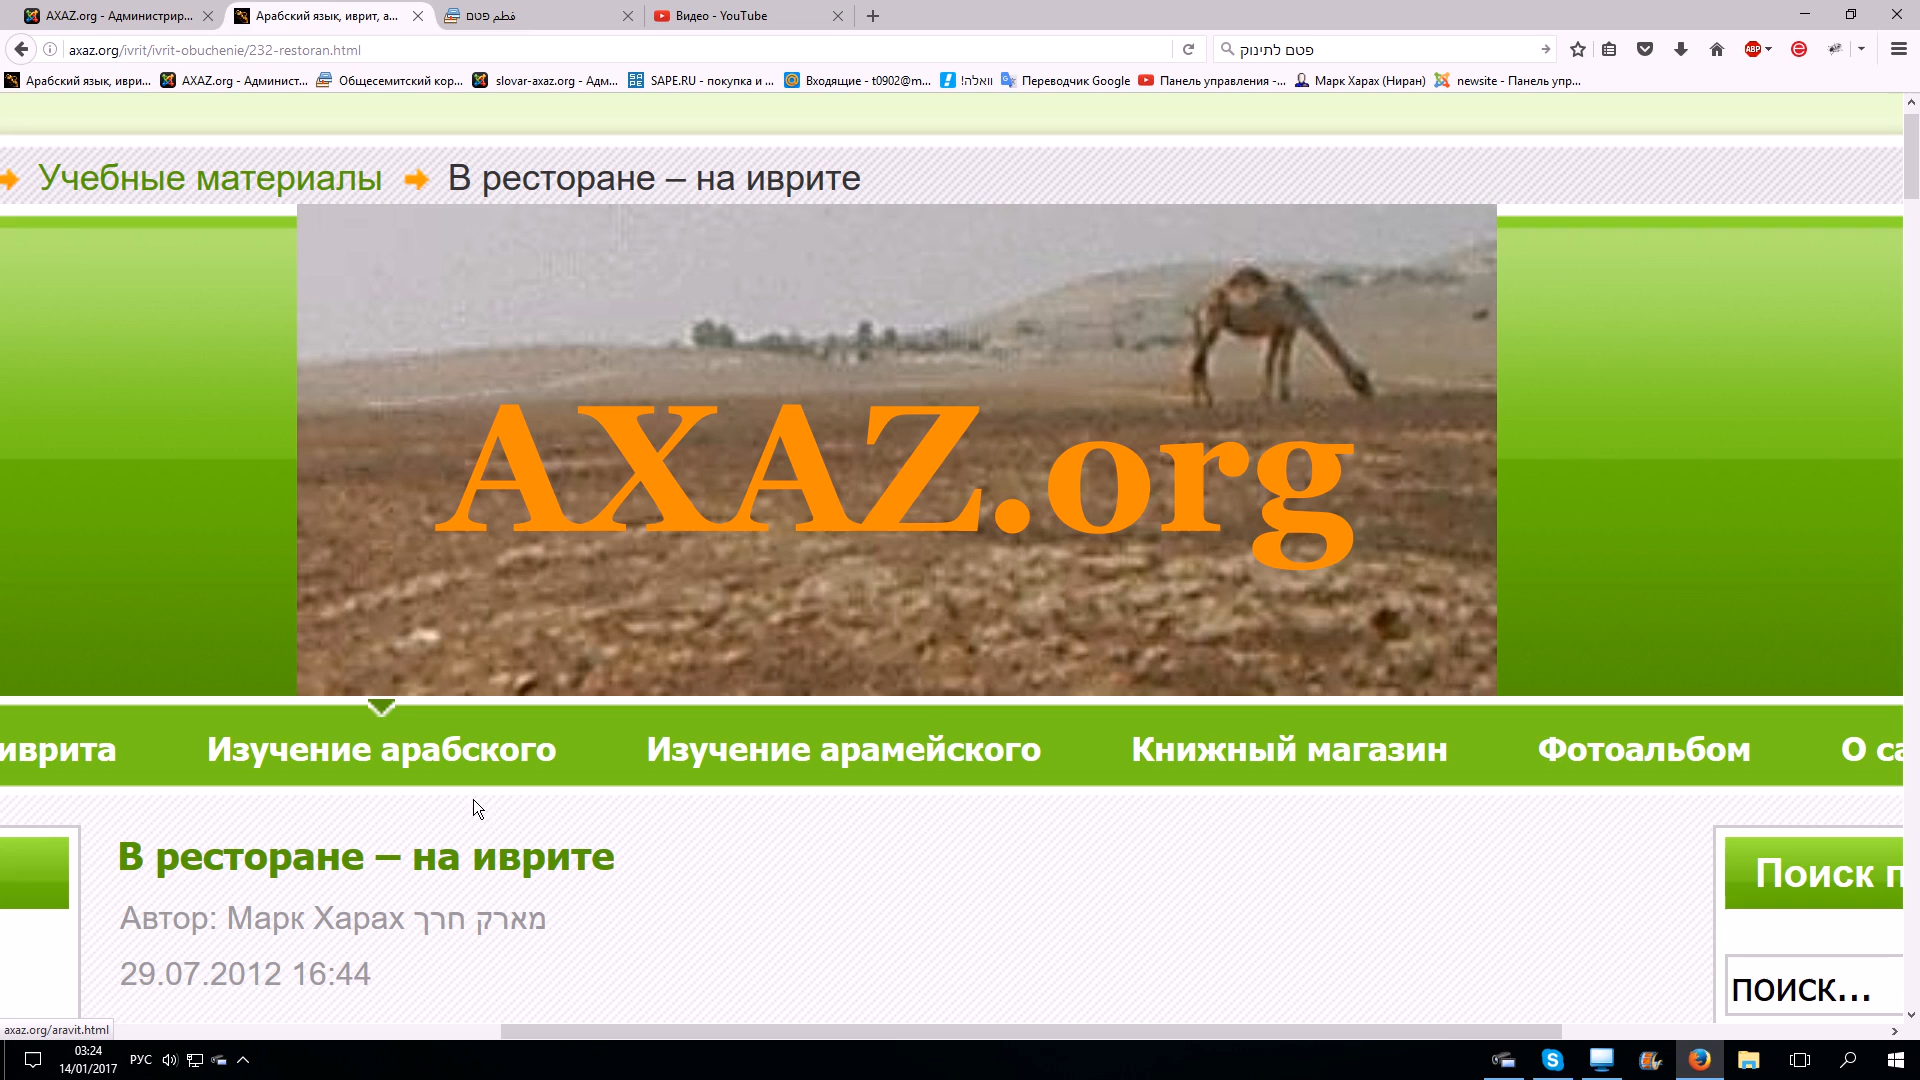 AXAZ.org - Администрир...
Арабский язык, иврит, а...
فطم פטם
Видео - YouTube
axaz.org/ivrit/ivrit-obuchenie/232-restoran.html
פטם לתינוק
ABP
Арабский язык, иври...
AXAZ.org - Админист...
Общесемитский кор...
slovar-axaz.org - Адм...
SAPE.RU - покупка и ...
Входящие - t0902@m...
וואלה!
Переводчик Google
Панель управления -...
Марк Харах (Ниран)
newsite - Панель упр...
Учебные материалы
В ресторане – на иврите
AXAZ.org
иврита
Изучение арабского
Изучение арамейского
Книжный магазин
Фотоальбом
О са
В ресторане – на иврите
Автор: Марк Харах מארק חרך
29.07.2012 16:44
Поиск п
поиск...
axaz.org/aravit.html
03:24
14/01/2017
РУС